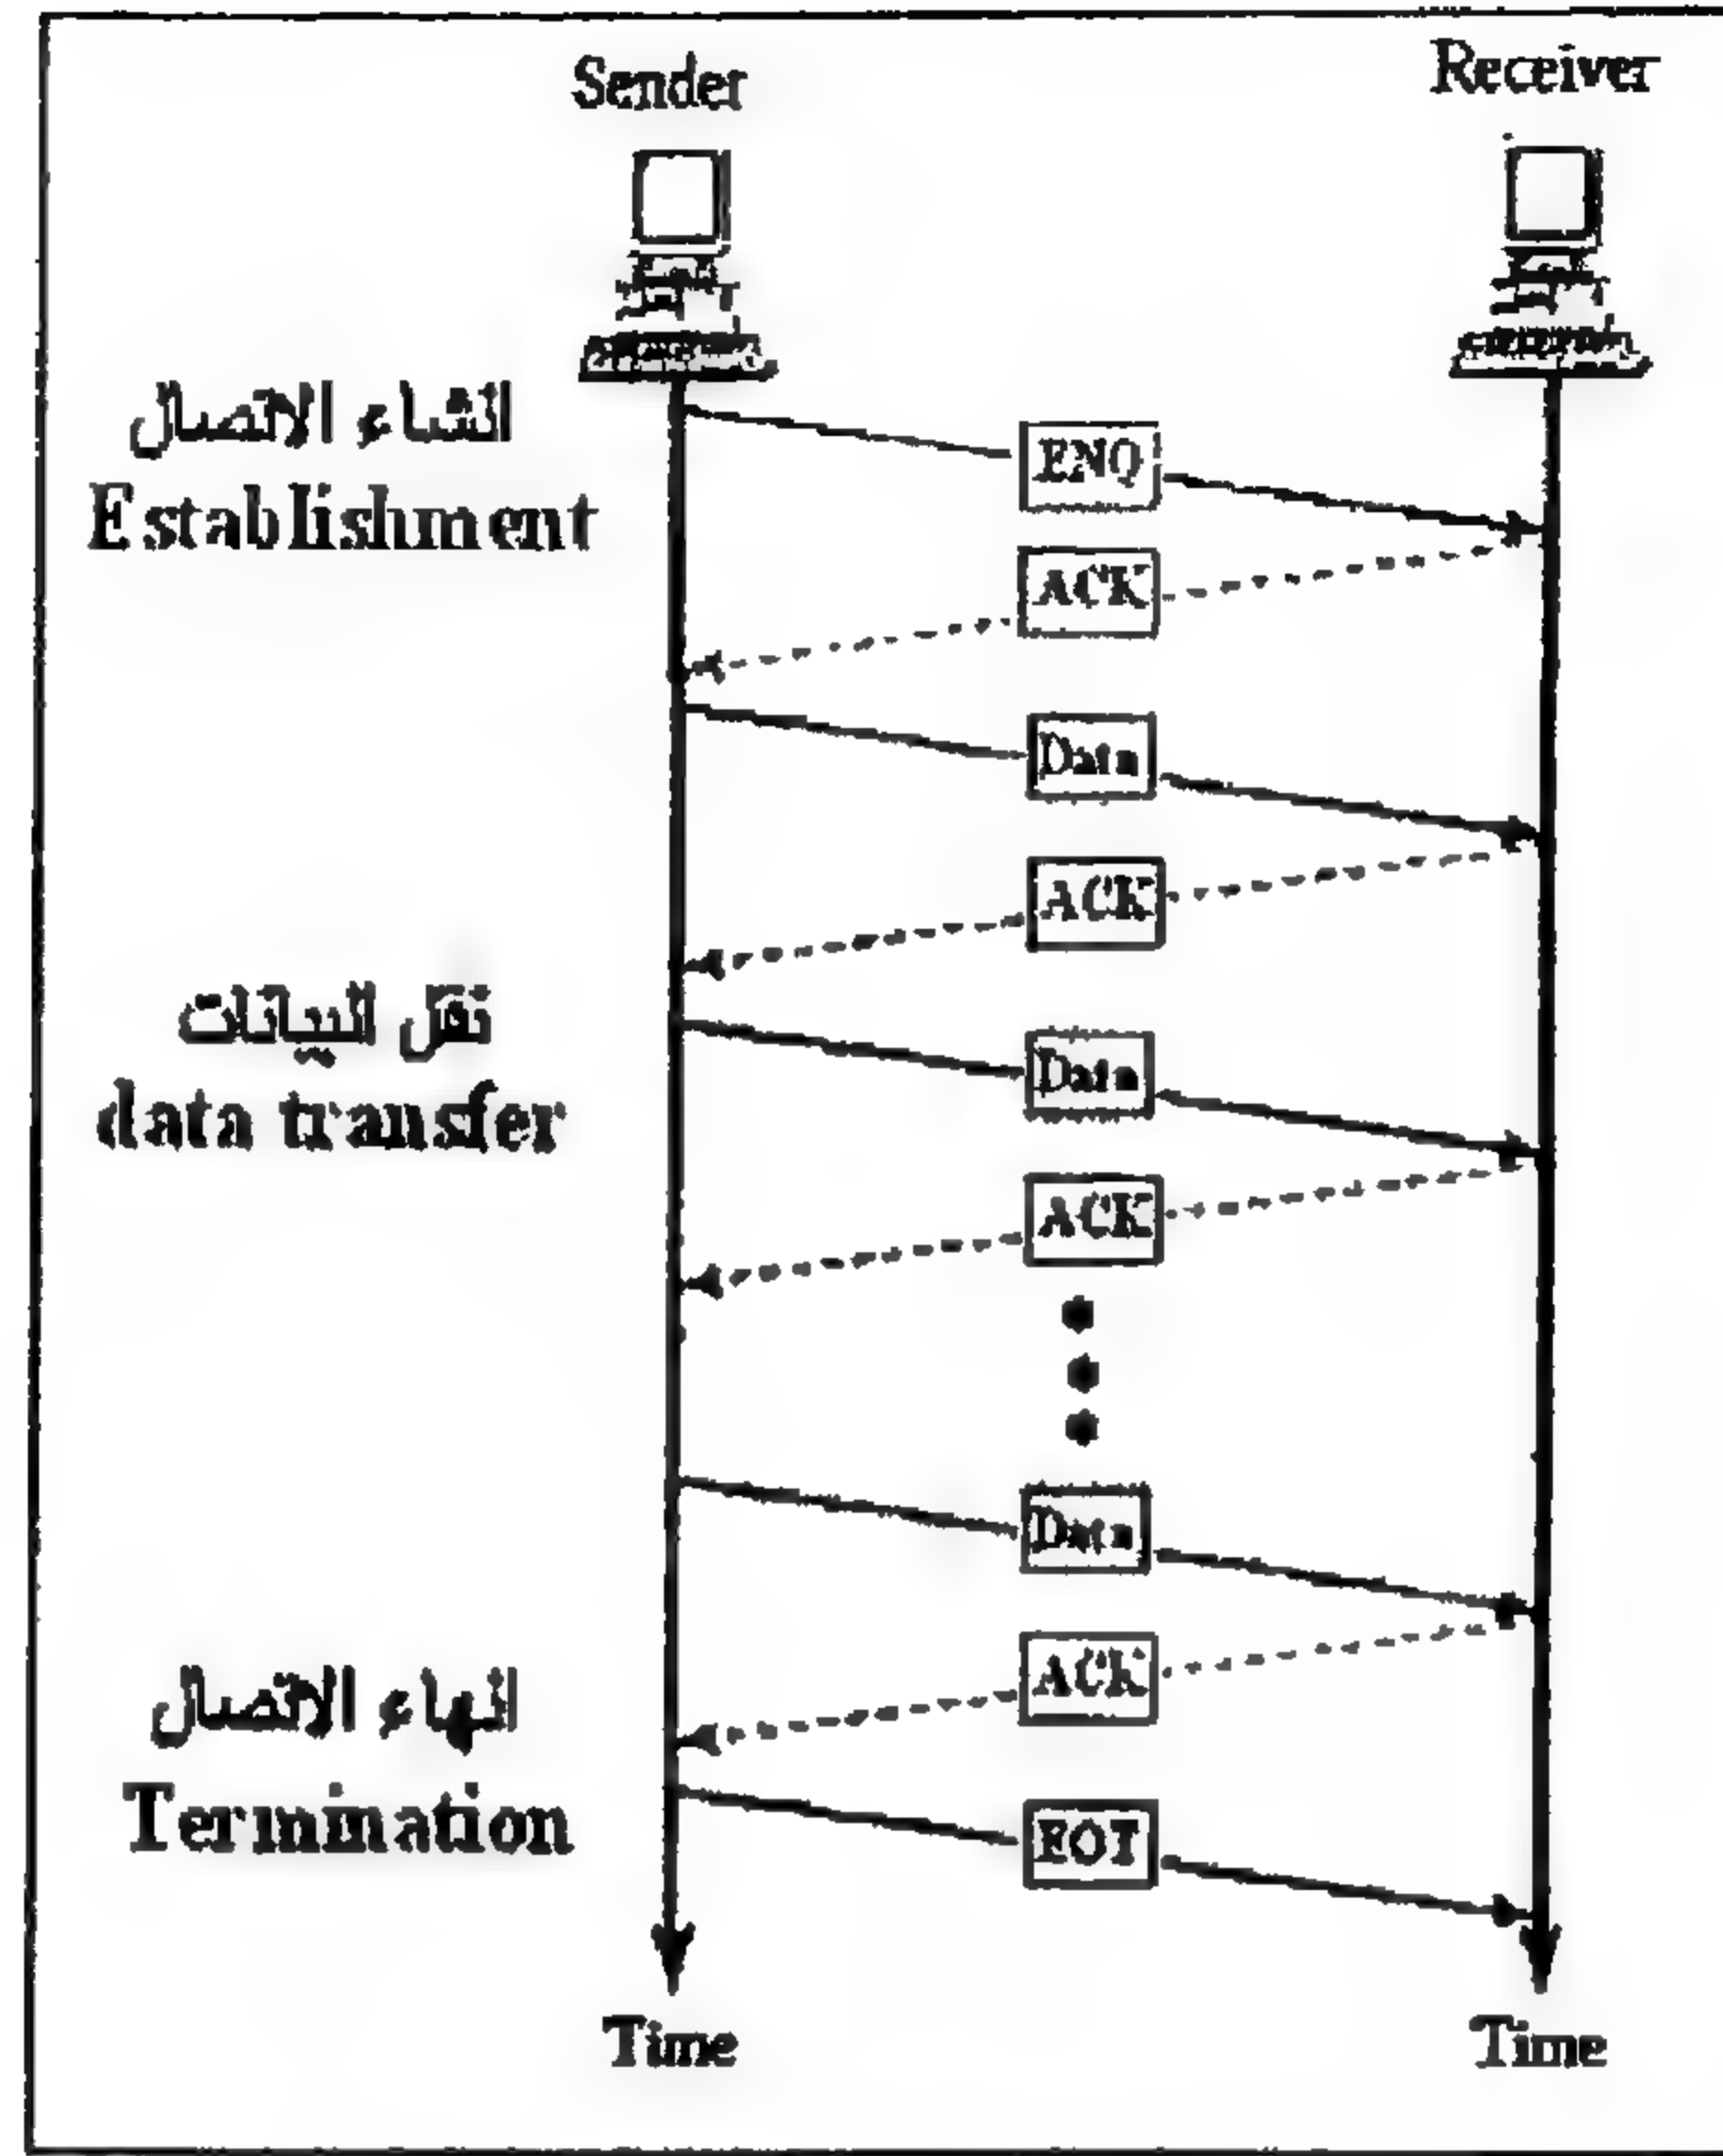 Sender
Receiver
انشاء الاتصال
Establishment
ENQ
ACK
Data
ACK
نقل البيانات
data transfer
Data
ACK
Data
ACK
انهاء الاتصال
Termination
EOT
Time
Time